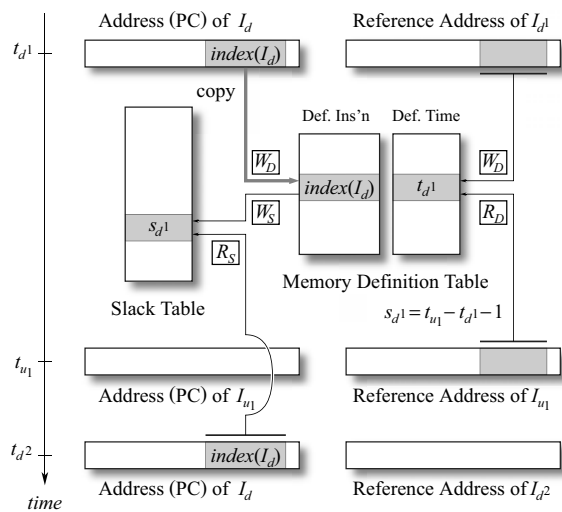 Address (PC) of I_d
Reference Address of I_d1
t_d1
index(I_d)
copy
Def. Ins'n
Def. Time
W_D
W_D
index(I_d)
t_d1
W_S
R_D
s_d1
R_S
Memory Definition Table
Slack Table
s_d1 = t_u1 − t_d1 − 1
t_u1
Address (PC) of I_u1
Reference Address of I_u1
t_d2
index(I_d)
time
Address (PC) of I_d
Reference Address of I_d2